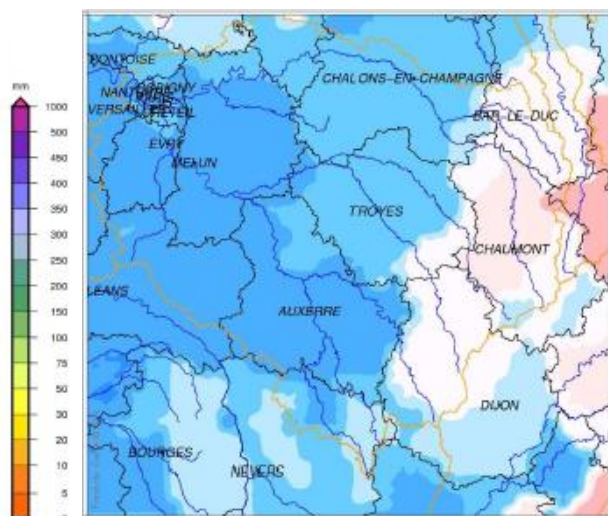 mm
1000
500
450
400
350
300
250
200
150
100
75
50
30
20
10
5
PONTOISE
CHALONS-EN-CHAMPAGNE
VERSAILLES
BAR-LE-DUC
EVRY
MELUN
TROYES
CHAUMONT
LEANS
AUXERRE
DIJON
BOURGES
NEVERS